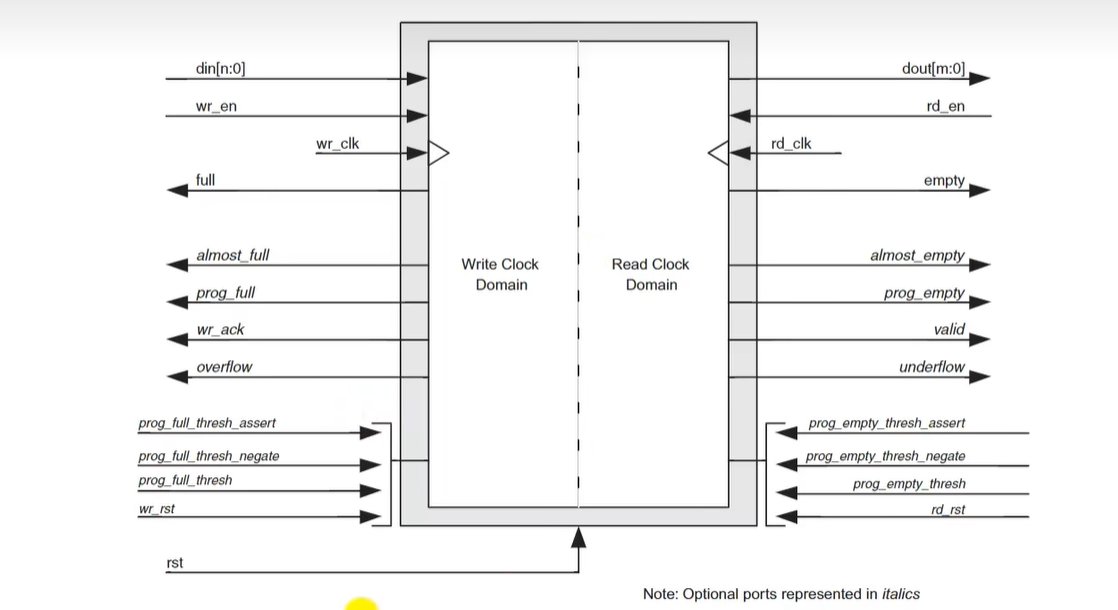 din[n:0]
wr_en
wr_clk
full
almost_full
prog_full
wr_ack
overflow
prog_full_thresh_assert
prog_full_thresh_negate
prog_full_thresh
wr_rst
rst
Write Clock
Domain
Read Clock
Domain
dout[m:0]
rd_en
rd_clk
empty
almost_empty
prog_empty
valid
underflow
prog_empty_thresh_assert
prog_empty_thresh_negate
prog_empty_thresh
rd_rst
Note: Optional ports represented in italics